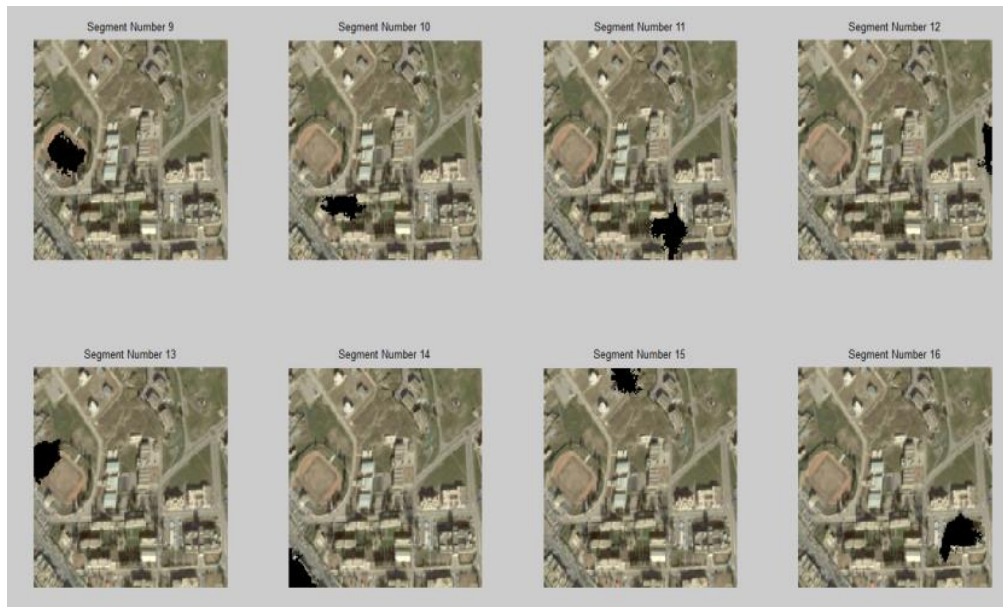 Segment Number 9
Segment Number 10
Segment Number 11
Segment Number 12
Segment Number 13
Segment Number 14
Segment Number 15
Segment Number 16